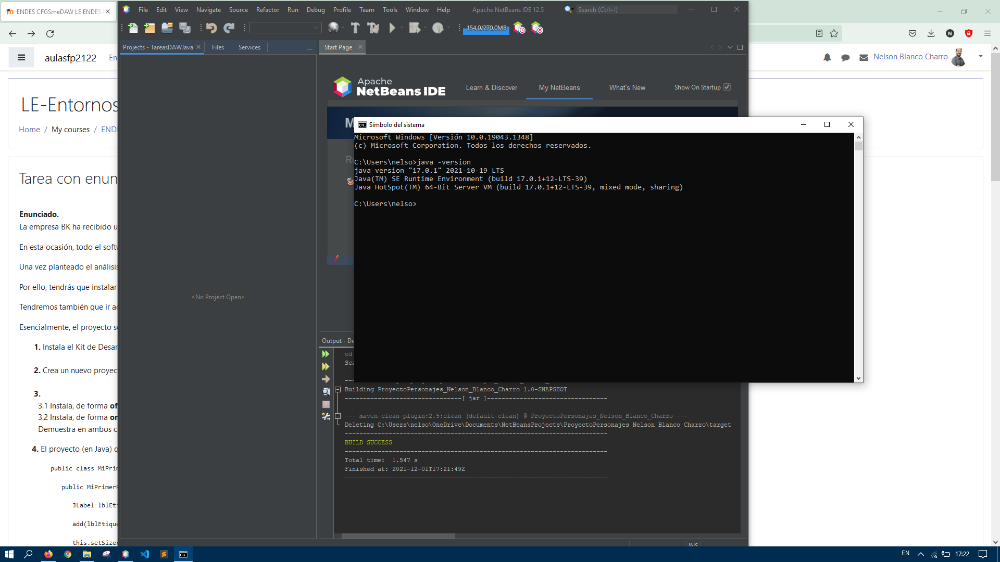 ENDES CFGSmeDAW LE ENDES
aulasfp2122
En
Nelson Blanco Charro
LE-Entornos
Home / My courses / END
Tarea con enun
Enunciado.
La empresa BK ha recibido u
En esta ocasión, todo el soft
Una vez planteado el análisis
Por ello, tendrás que instalar
Tendremos también que ir a
Esencialmente, el proyecto s
1. Instala el Kit de Desar
2. Crea un nuevo proyec
3.
3.1 Instala, de forma of
3.2 Instala, de forma or
Demuestra en ambos c
4. El proyecto (en Java)
public class MiPrim
public MiPrimer
JLabel lblEti
add(lblEtique
this.setSize(
File Edit View Navigate Source Refactor Run Debug Profile Team Tools Window Help
Apache NetBeans IDE 12.5
Search (Ctrl+I)
154,0/270,0MB
Projects - TareasDAWJava
Files
Services
Start Page
<No Project Open>
Apache
NetBeans IDE
Learn & Discover
My NetBeans
What's New
Show On Startup
M
R
Símbolo del sistema
Microsoft Windows [Versión 10.0.19043.1348]
(c) Microsoft Corporation. Todos los derechos reservados.
C:\Users\nelso>java -version
java version "17.0.1" 2021-10-19 LTS
Java(TM) SE Runtime Environment (build 17.0.1+12-LTS-39)
Java HotSpot(TM) 64-Bit Server VM (build 17.0.1+12-LTS-39, mixed mode, sharing)
C:\Users\nelso>
Output - De
cd
Sca
Building ProyectoPersonajes_Nelson_Blanco_Charro 1.0-SNAPSHOT
--------------------------------[ jar ]---------------------------------
--- maven-clean-plugin:2.5:clean (default-clean) @ ProyectoPersonajes_Nelson_Blanco_Charro ---
Deleting C:\Users\nelso\OneDrive\Documents\NetBeansProjects\ProyectoPersonajes_Nelson_Blanco_Charro\target
------------------------------------------------------------------------
BUILD SUCCESS
------------------------------------------------------------------------
Total time:  1.547 s
Finished at: 2021-12-01T17:21:49Z
------------------------------------------------------------------------
INS
EN
17:22